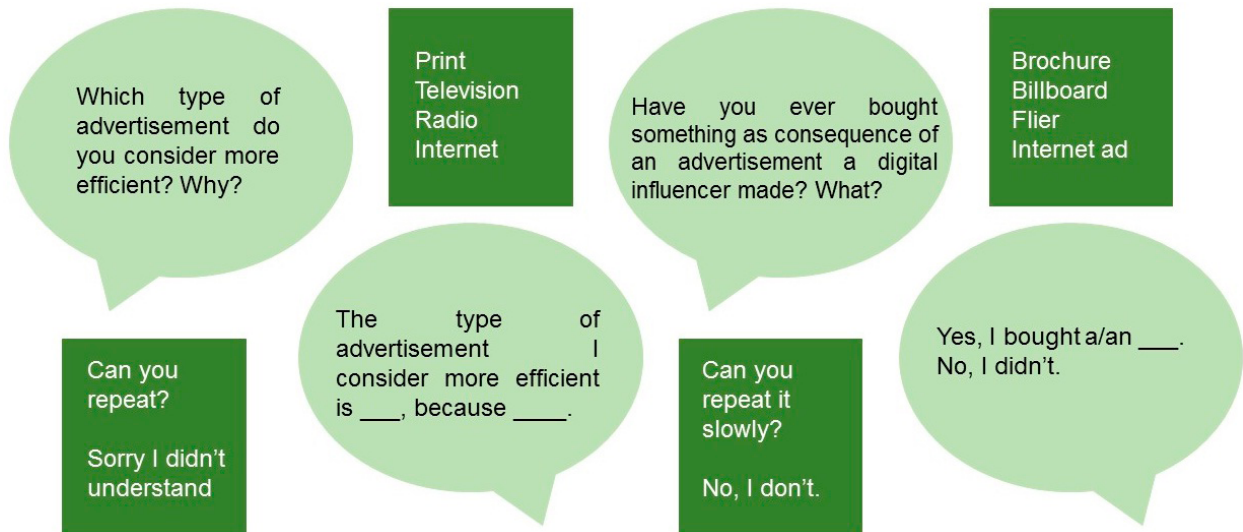 Which type of
advertisement do
you consider more
efficient? Why?
Print
Television
Radio
Internet
Can you
repeat?
Sorry I didn’t
understand
The type of
advertisement I
consider more efficient
is ___, because ____.
Have you ever bought
something as consequence of
an advertisement a digital
influencer made? What?
Brochure
Billboard
Flier
Internet ad
Can you
repeat it
slowly?
No, I don’t.
Yes, I bought a/an ___.
No, I didn’t.